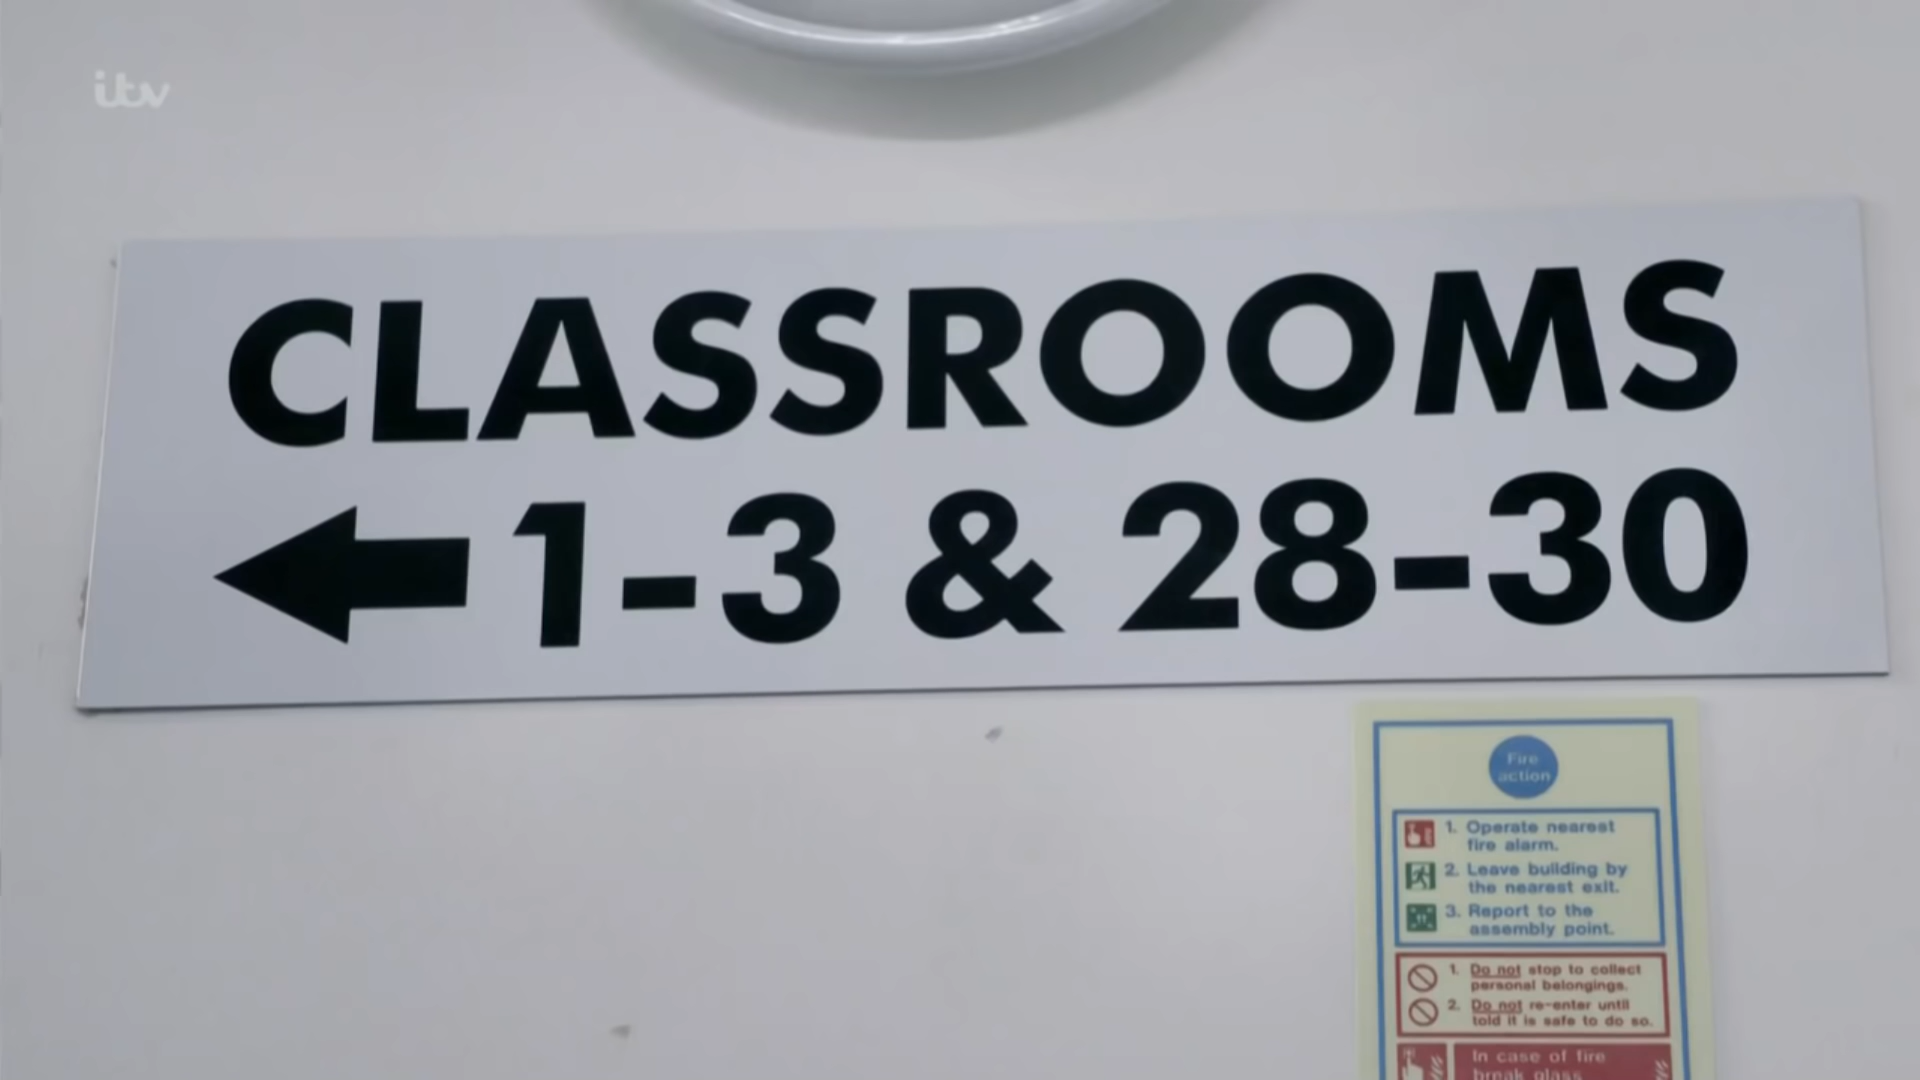 itv
CLASSROOMS
← 1-3 & 28-30
Fire
action
1. Operate nearest
fire alarm.
2. Leave building by
the nearest exit.
3. Report to the
assembly point.
1. Do not stop to collect
personal belongings.
2. Do not re-enter until
told it is safe to do so.
In case of fire
break glass